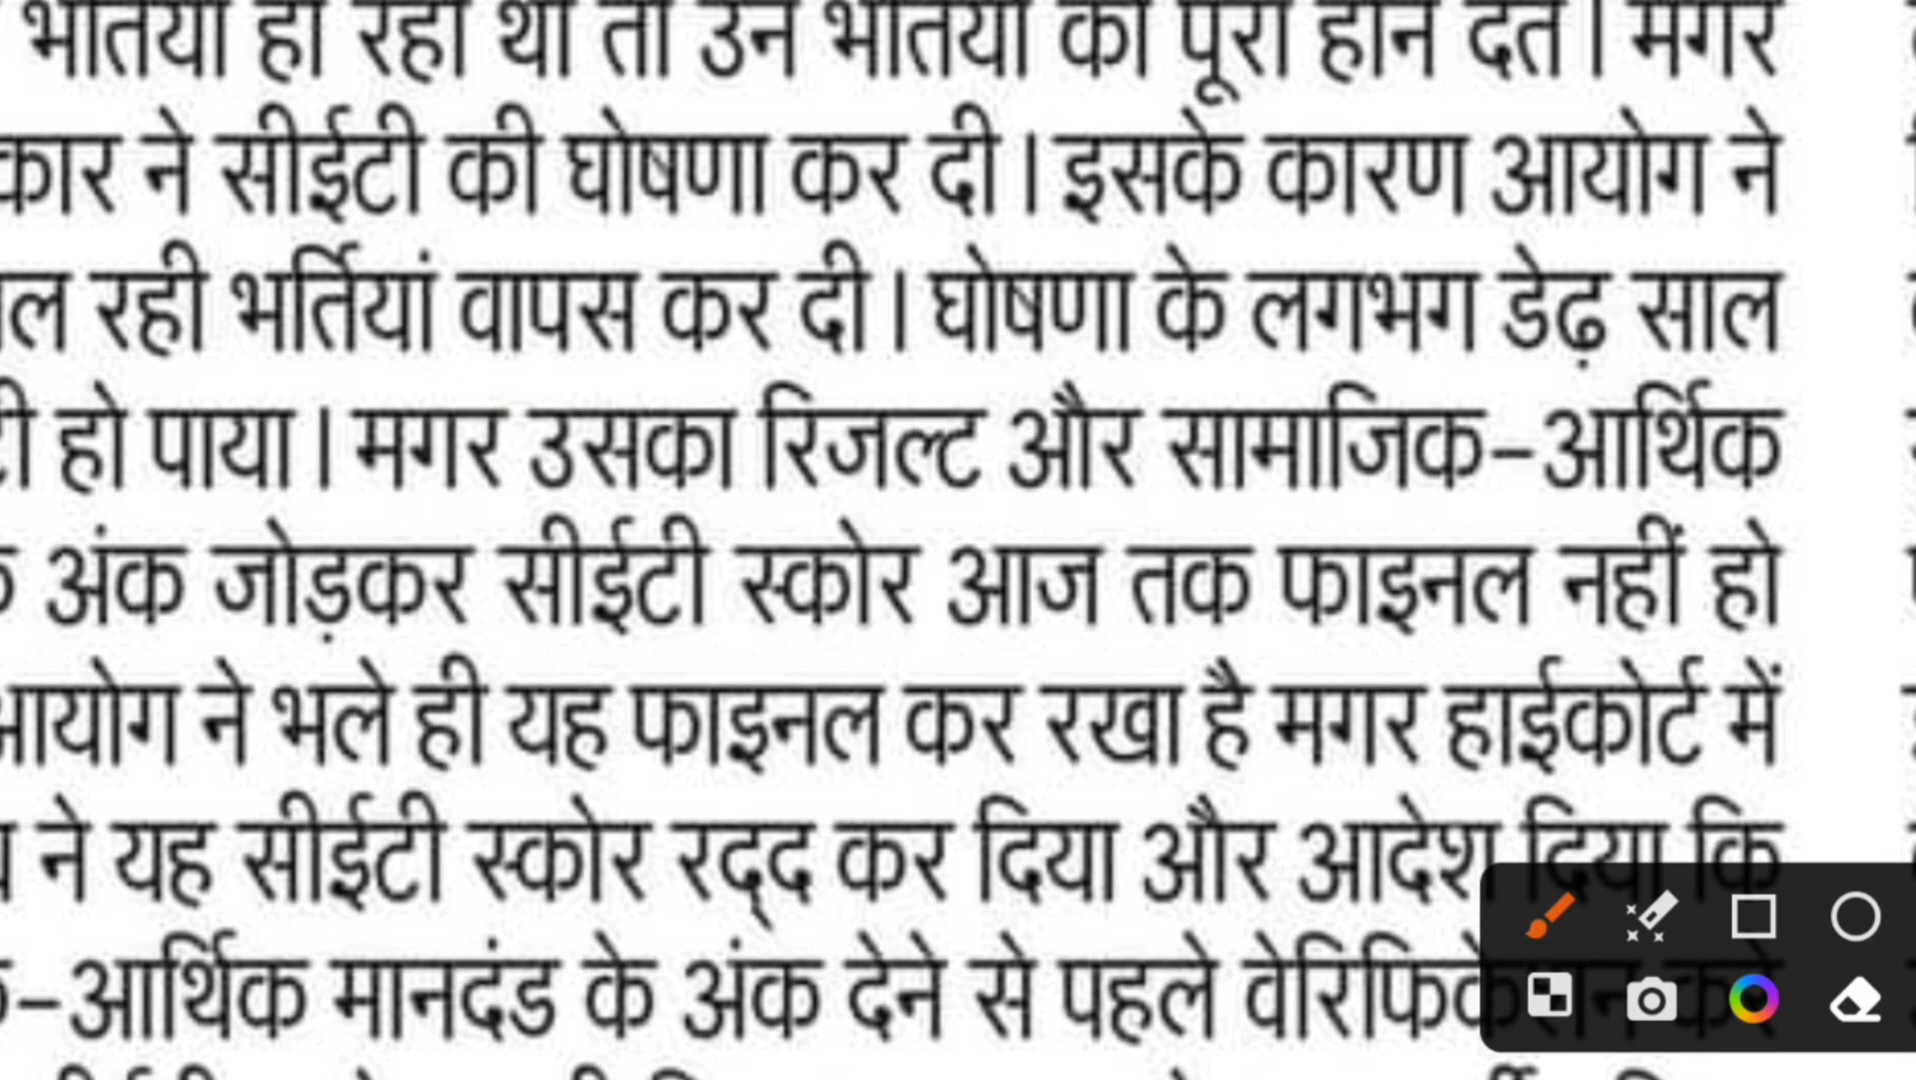 रही थी तो उन को पूरा होने देते। मगर
ने सीईटी की घोषणा कर दी। इसके कारण आयोग ने
रही भर्तियां वापस कर दी। घोषणा के लगभग डेढ़ साल
हो पाया। मगर उसका रिजल्ट और सामाजिक-आर्थिक
अंक जोड़कर सीईटी स्कोर आज तक फाइनल नहीं हो
आयोग ने भले ही यह फाइनल कर रखा है मगर हाईकोर्ट में
ने यह सीईटी स्कोर रद्द कर दिया और आदेश दिया कि
-आर्थिक मानदंड के अंक देने से पहले वेरिफिकेशन करे